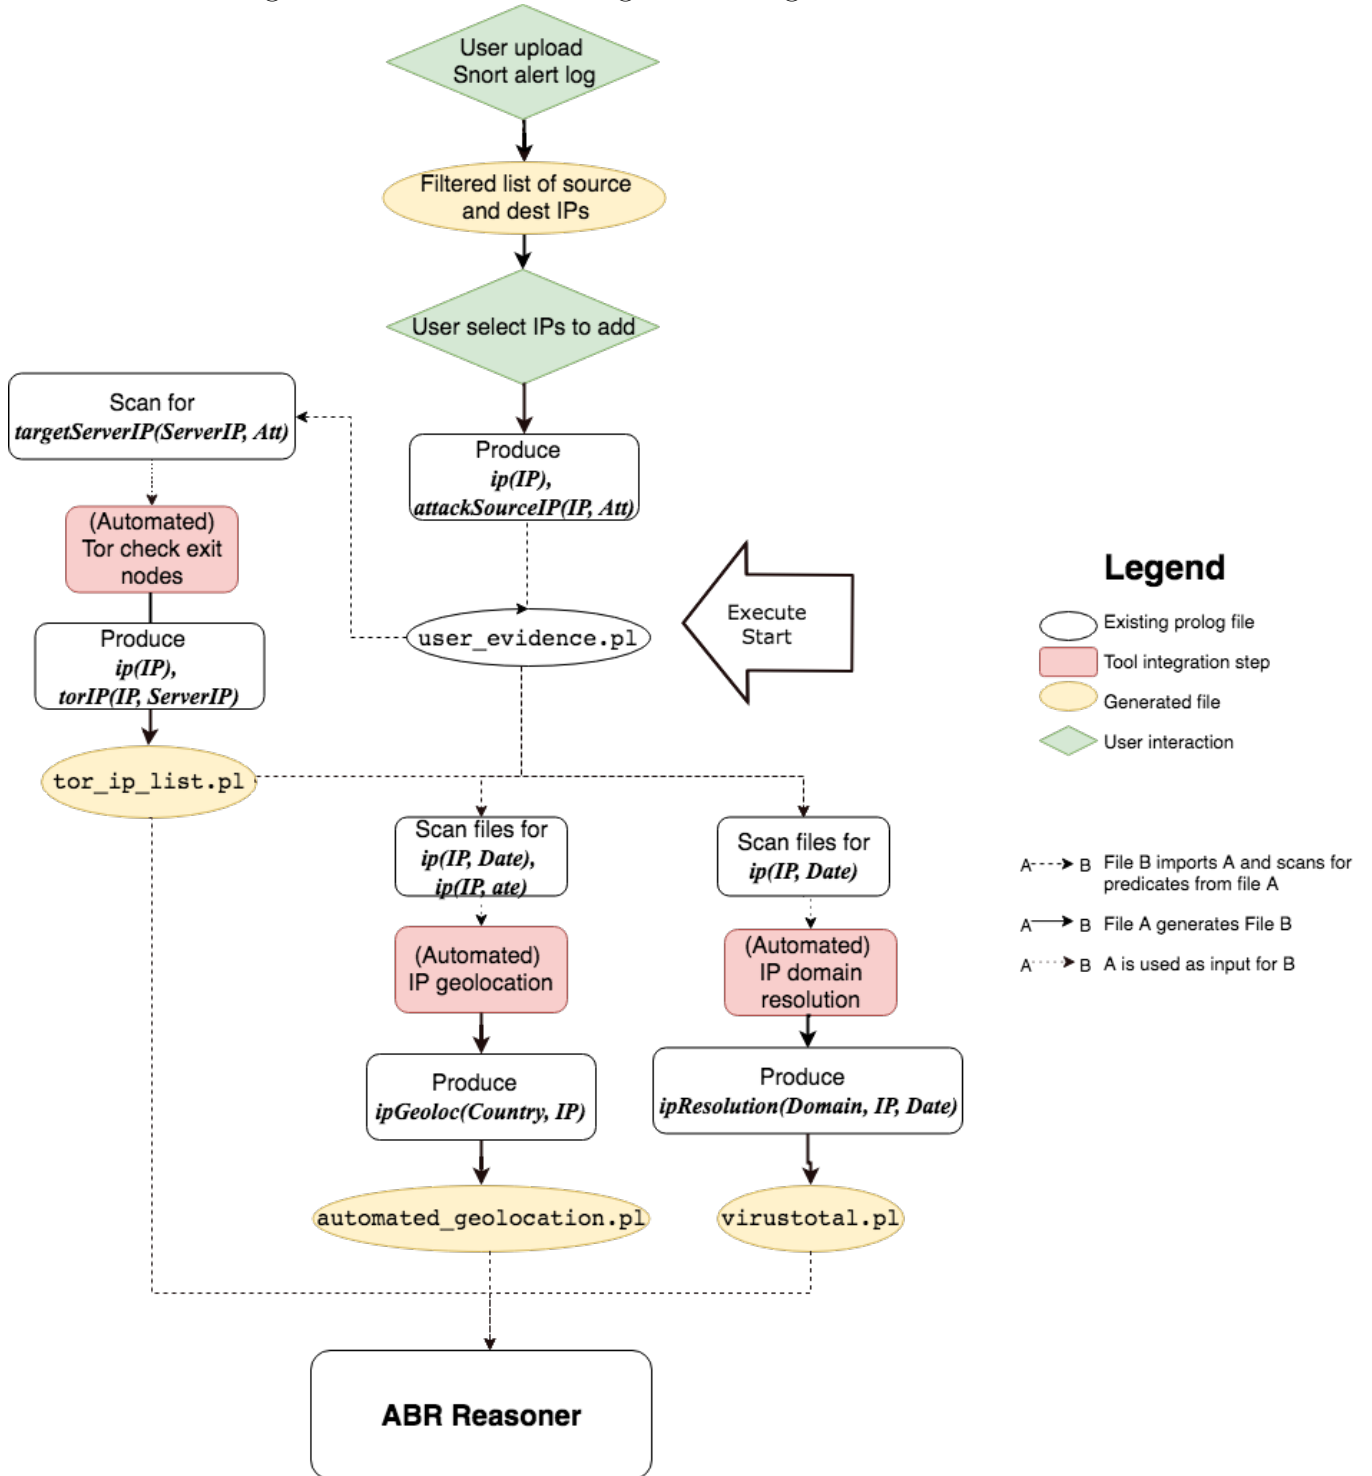 User upload
Snort alert log
Filtered list of source
and dest IPs
User select IPs to add
Scan for
targetServerIP(ServerIP, Att)
Produce
ip(IP),
attackSourceIP(IP, Att)
(Automated)
Tor check exit
nodes
Produce
ip(IP),
torIP(IP, ServerIP)
user_evidence.pl
Execute
Start
tor_ip_list.pl
Scan files for
ip(IP, Date),
ip(IP, ate)
Scan files for
ip(IP, Date)
(Automated)
IP geolocation
(Automated)
IP domain
resolution
Produce
ipGeoloc(Country, IP)
Produce
ipResolution(Domain, IP, Date)
automated_geolocation.pl
virustotal.pl
ABR Reasoner
Legend
Existing prolog file
Tool integration step
Generated file
User interaction
A B File B imports A and scans for
predicates from file A
A B File A generates File B
A B A is used as input for B